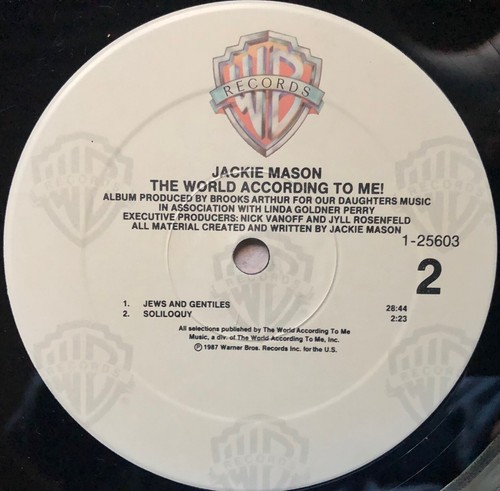 WB
RECORDS
JACKIE MASON
THE WORLD ACCORDING TO ME!
ALBUM PRODUCED BY BROOKS ARTHUR FOR OUR DAUGHTERS MUSIC
IN ASSOCIATION WITH LINDA GOLDNER PERRY
EXECUTIVE PRODUCERS: NICK VANOFF AND JYLL ROSENFELD
ALL MATERIAL CREATED AND WRITTEN BY JACKIE MASON
1-25603
2
1. JEWS AND GENTILES 28:44
2. SOLILOQUY 2:23
All selections published by The World According To Me
Music, a div. of The World According To Me, Inc.
℗ 1987 Warner Bros. Records Inc. for the U.S.